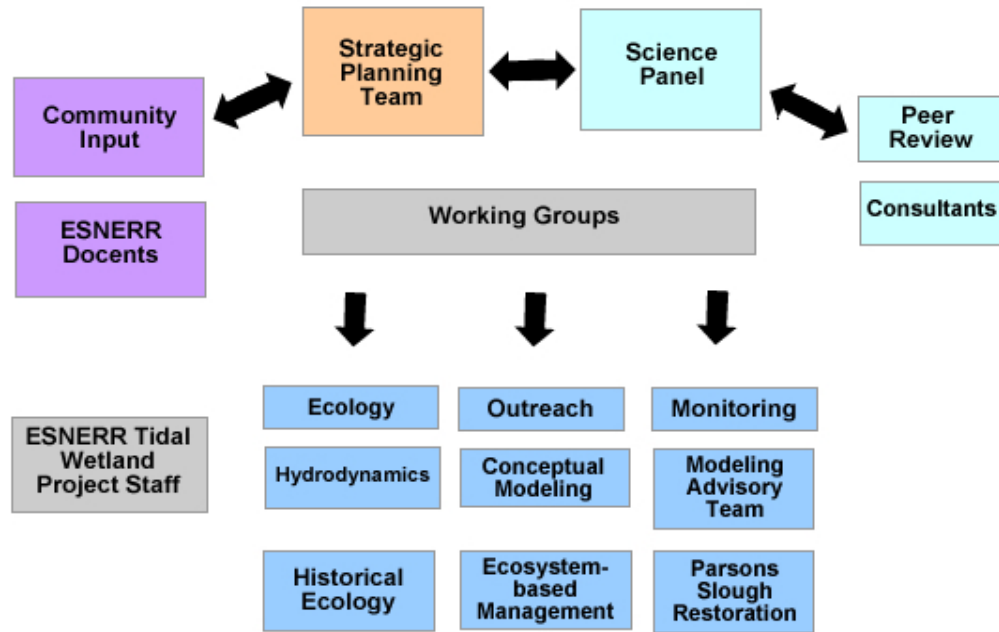 Strategic
Planning
Team
Science
Panel
Community
Input
Peer
Review
ESNERR
Docents
Working Groups
Consultants
Ecology
Outreach
Monitoring
ESNERR Tidal
Wetland
Project Staff
Hydrodynamics
Conceptual
Modeling
Modeling
Advisory
Team
Historical
Ecology
Ecosystem-
based
Management
Parsons
Slough
Restoration